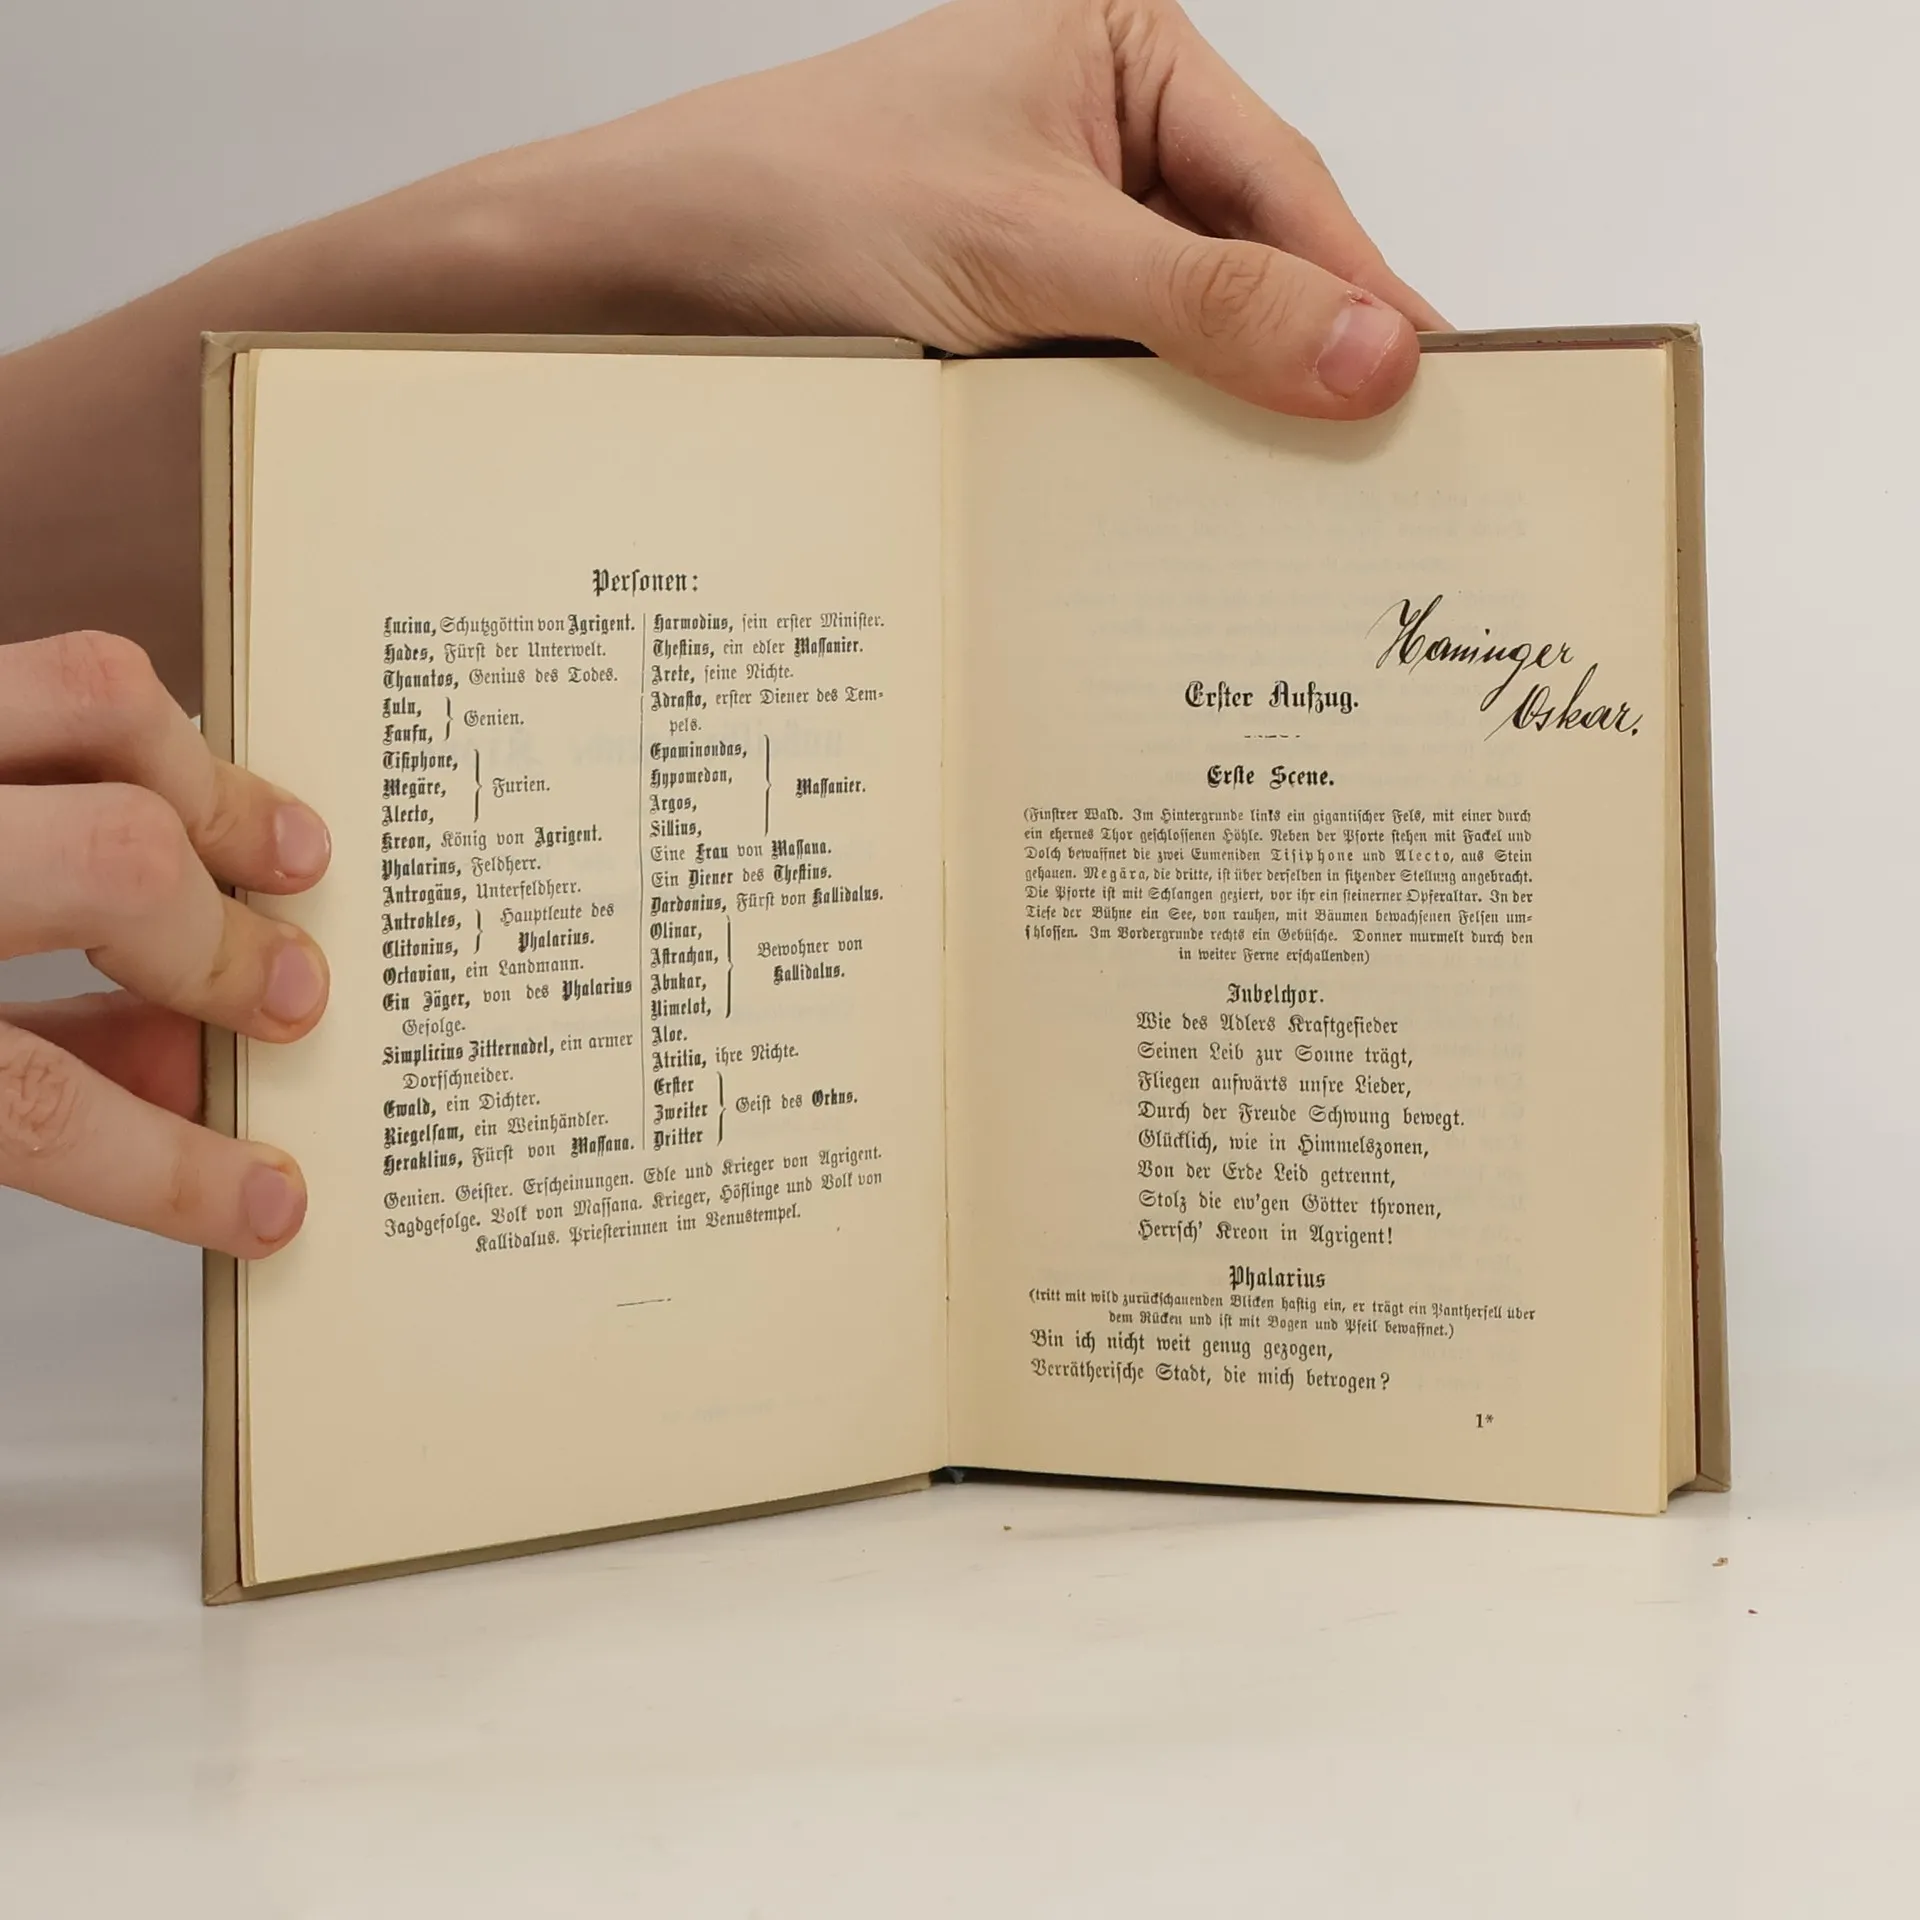 Personen:
Lucina, Schutzgöttin von Agrigent.
Hades, Fürst der Unterwelt.
Thanatos, Genius des Todes.
Lulu,
Fanfu,
} Genien.
Tisiphone,
Megäre,
Alecto,
} Furien.
Kreon, König von Agrigent.
Phalarius, Feldherr.
Antrogäus, Unterfeldherr.
Antrokles,
Clitonius,
} Hauptleute des
Phalarius.
Octavian, ein Landmann.
Ein Jäger, von des Phalarius
Gefolge.
Simplicius Zitternadel, ein armer
Dorfschneider.
Ewald, ein Dichter.
Riegelsam, ein Weinhändler.
Heraklius, Fürst von Massana.
Harmodius, sein erster Minister.
Thestius, ein edler Massanier.
Arete, seine Nichte.
Adrasto, erster Diener des Tem-
pels.
Epaminondas,
Hypomedon,
Argos,
Sillius,
} Massanier.
Eine Frau von Massana.
Ein Diener des Thestius.
Dardonius, Fürst von Kallidalus.
Olinar,
Astrachan,
Abukar,
Nimelot,
} Bewohner von
Kallidalus.
Aloe.
Atritia, ihre Nichte.
Erster
Zweiter
Dritter
} Geist des Orkus.
Genien. Geister. Erscheinungen. Edle und Krieger von Agrigent.
Jagdgefolge. Volk von Massana. Krieger, Höflinge und Volk von
Kallidalus. Priesterinnen im Venustempel.
Haninger
Oskar.
Erster Aufzug.
Erste Scene.
(Finstrer Wald. Im Hintergrunde links ein gigantischer Fels, mit einer durch
ein ehernes Thor geschlossenen Höhle. Neben der Pforte stehen mit Fackel und
Dolch bewaffnet die zwei Eumeniden Tisiphone und Alecto, aus Stein
gehauen. Megära, die dritte, ist über derselben in sitzender Stellung angebracht.
Die Pforte ist mit Schlangen geziert, vor ihr ein steinerner Opferaltar. In der
Tiefe der Bühne ein See, von rauhen, mit Bäumen bewachsenen Felsen um-
s hlossen. Im Vordergrunde rechts ein Gebüsche. Donner murmelt durch den
in weiter Ferne erschallenden)
Jubelchor.
Wie des Adlers Kraftgefieder
Seinen Leib zur Sonne trägt,
Fliegen aufwärts unsre Lieder,
Durch der Freude Schwung bewegt.
Glücklich, wie in Himmelszonen,
Von der Erde Leid getrennt,
Stolz die ew'gen Götter thronen,
Herrsch' Kreon in Agrigent!
Phalarius
(tritt mit wild zurückschauenden Blicken hastig ein, er trägt ein Pantherfell über
dem Rücken und ist mit Bogen und Pfeil bewaffnet.)
Bin ich nicht weit genug gezogen,
Verrätherische Stadt, die mich betrogen?
1*